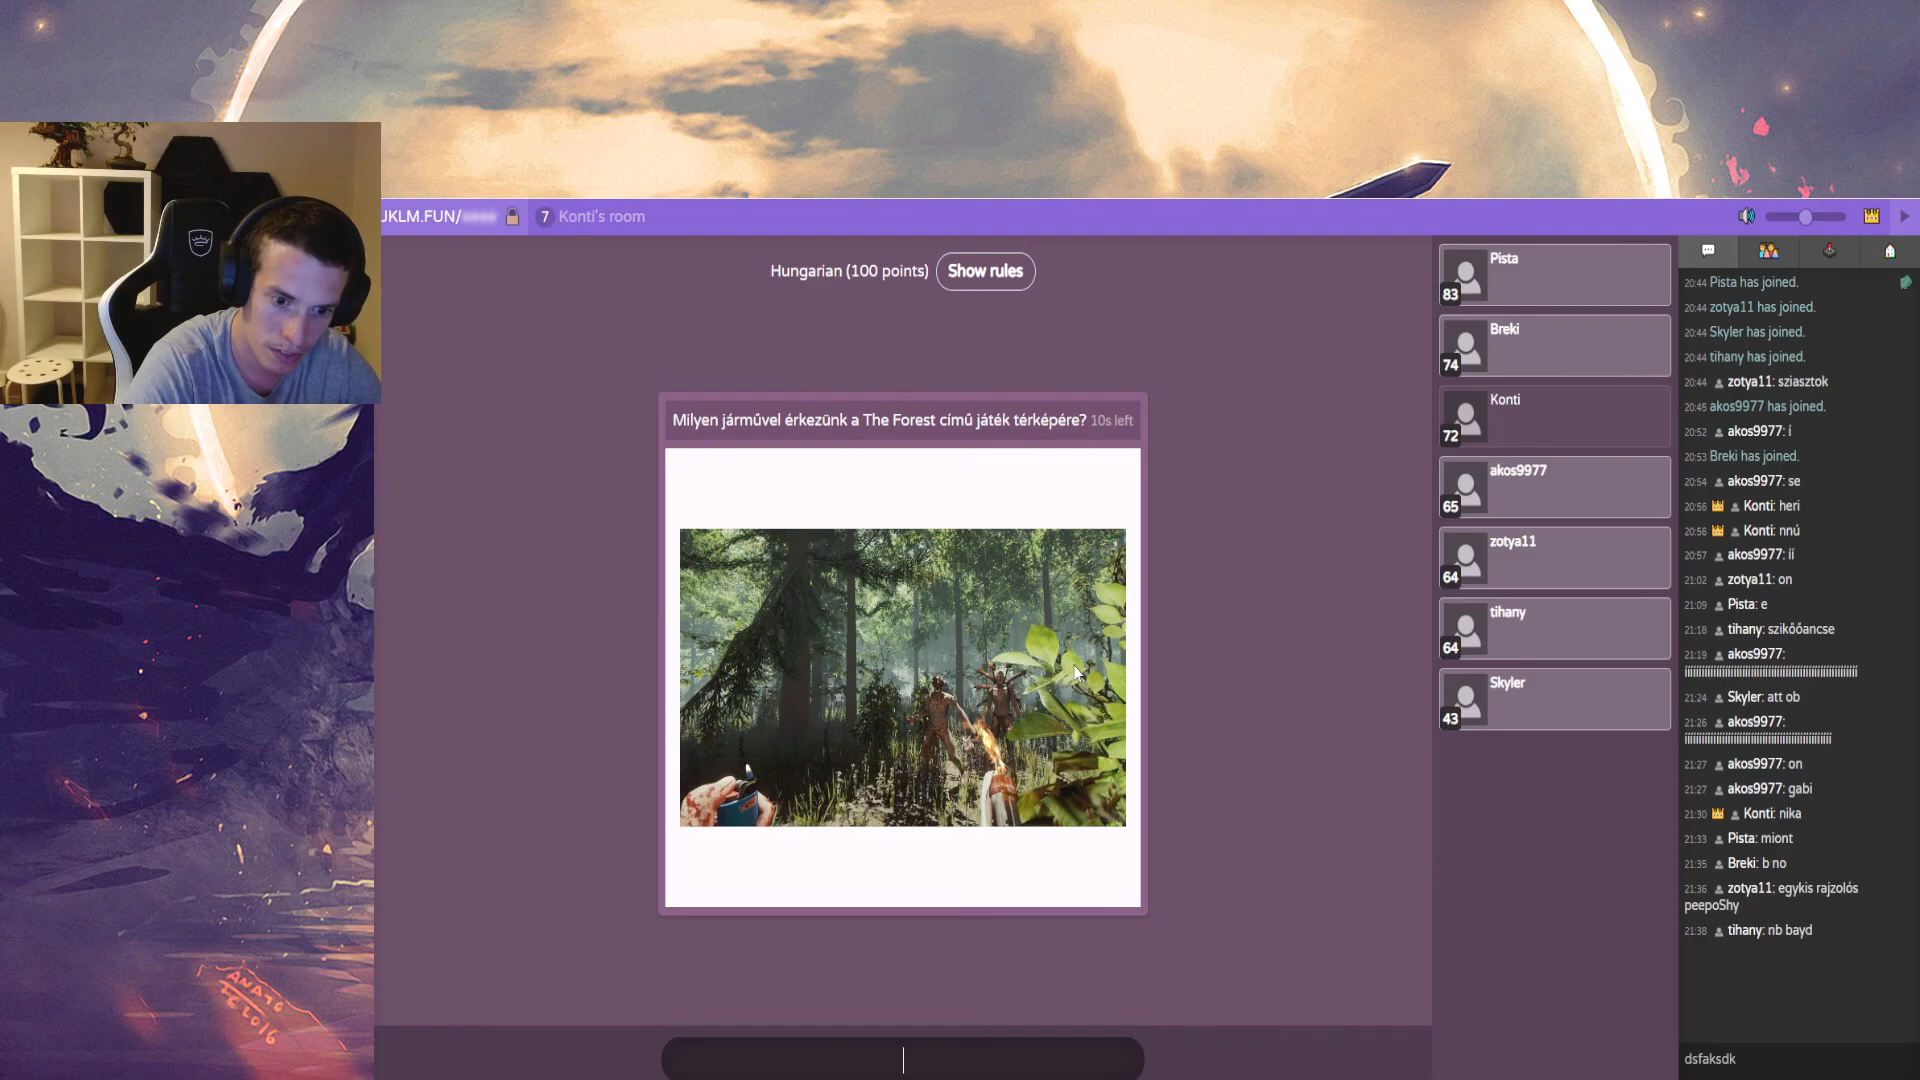 JKLM.FUN/
7 Konti's room
Hungarian (100 points) Show rules
Milyen járművel érkezünk a The Forest című játék térképére? 10s left
Pista
83
Breki
74
Konti
72
akos9977
65
zotya11
64
tihany
64
Skyler
43
20:44 Pista has joined.
20:44 zotya11 has joined.
20:44 Skyler has joined.
20:44 tihany has joined.
20:44 zotya11: sziasztok
20:45 akos9977 has joined.
20:52 akos9977: í
20:53 Breki has joined.
20:54 akos9977: se
20:56 Konti: heri
20:56 Konti: nnú
20:57 akos9977: íí
21:02 zotya11: on
21:09 Pista: e
21:18 tihany: szikőőancse
21:19 akos9977:
21:24 Skyler: att ob
21:26 akos9977:
21:27 akos9977: on
21:27 akos9977: gabi
21:30 Konti: nika
21:33 Pista: miont
21:35 Breki: b no
21:36 zotya11: egykis rajzolós
peepoShy
21:38 tihany: nb bayd
dsfaksdk